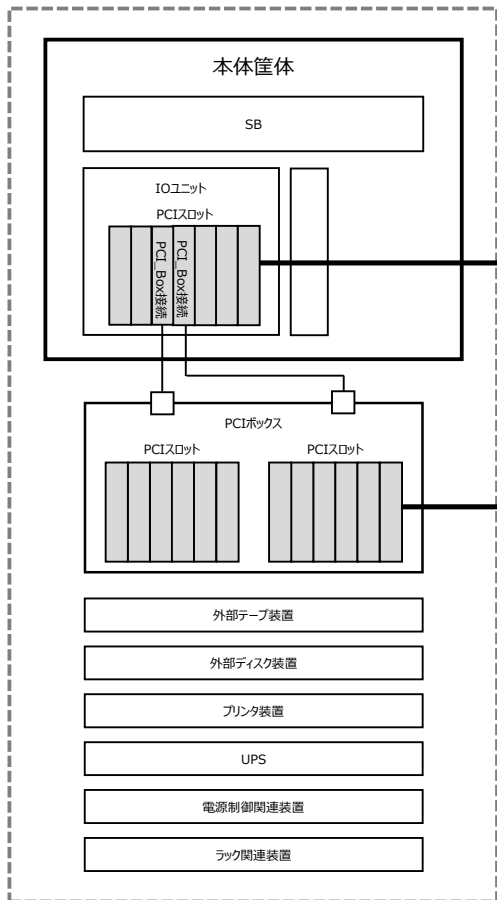 本体筐体
SB
IOユニット
PCIスロット
PCI_Box接続
PCI_Box接続
PCIボックス
PCIスロット
PCIスロット
外部テープ装置
外部ディスク装置
プリンタ装置
UPS
電源制御関連装置
ラック関連装置